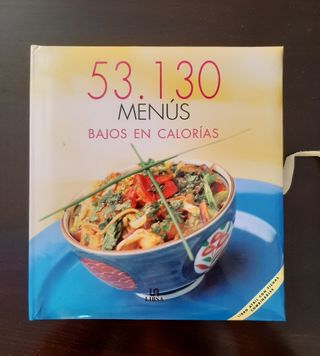 53.130
MENÚS
BAJOS EN CALORÍAS
LIBSA